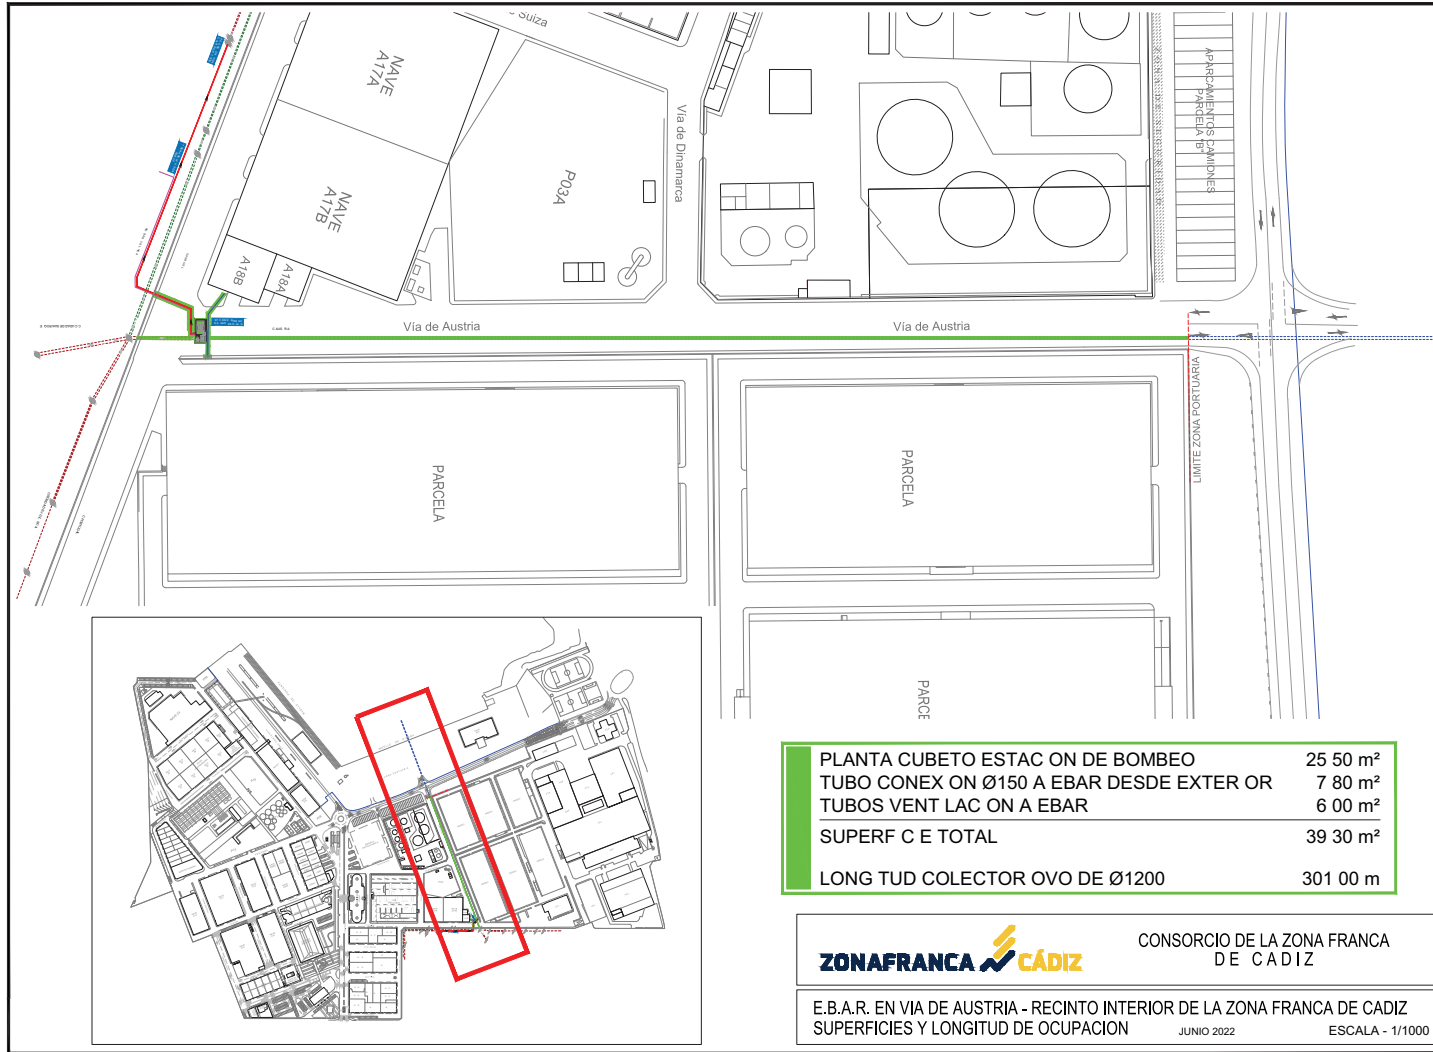 Suiza
NAVE
A17A
NAVE
A17B
A18B
A18A
P03A
Vía de Dinamarca
APARCAMIENTOS CAMIONES
PARCELA "B"
Vía de Austria
Vía de Austria
LIMITE ZONA PORTUARIA
PARCELA
PARCELA
PARCE
PLANTA CUBETO ESTAC ON DE BOMBEO 25 50 m²
TUBO CONEX ON Ø150 A EBAR DESDE EXTER OR 7 80 m²
TUBOS VENT LAC ON A EBAR 6 00 m²
SUPERF C E TOTAL 39 30 m²
LONG TUD COLECTOR OVO DE Ø1200 301 00 m
ZONAFRANCA CÁDIZ
CONSORCIO DE LA ZONA FRANCA
DE CADIZ
E.B.A.R. EN VIA DE AUSTRIA - RECINTO INTERIOR DE LA ZONA FRANCA DE CADIZ
SUPERFICIES Y LONGITUD DE OCUPACION JUNIO 2022 ESCALA - 1/1000